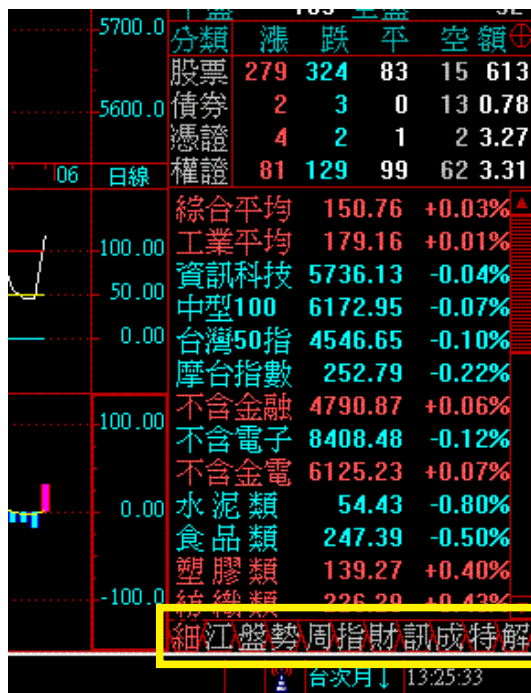 5700.0
5600.0
06 日線
100.00
50.00
0.00
100.00
0.00
-100.0
分類 漲 跌 平 空 額
股票 279 324 83 15 613
債券 2 3 0 13 0.78
憑證 4 2 1 2 3.27
權證 81 129 99 62 3.31
綜合平均 150.76 +0.03%
工業平均 179.16 +0.01%
資訊科技 5736.13 -0.04%
中型100 6172.95 -0.07%
台灣50指 4546.65 -0.10%
摩台指數 252.79 -0.22%
不含金融 4790.87 +0.06%
不含電子 8408.48 -0.12%
不含金電 6125.23 +0.07%
水泥類 54.43 -0.80%
食品類 247.39 -0.50%
塑膠類 139.27 +0.40%
紡織類 226.29 +0.43%
細 江 盤 勢 周 指 財 訊 成 特 解
台次月↓ 13:25:33